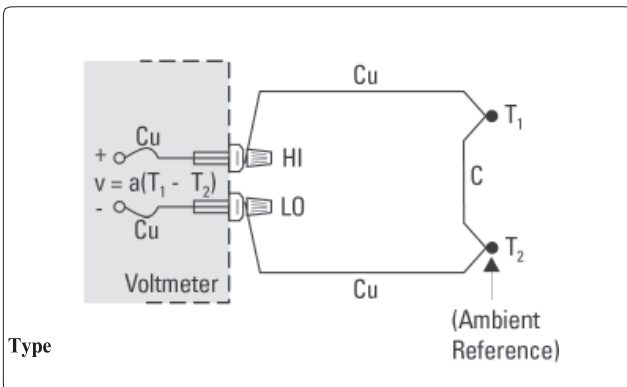 Cu
T₁
Cu
+
HI
C
v = a(T₁ - T₂)
-
LO
Cu
T₂
Voltmeter
Cu
(Ambient
Reference)
Type